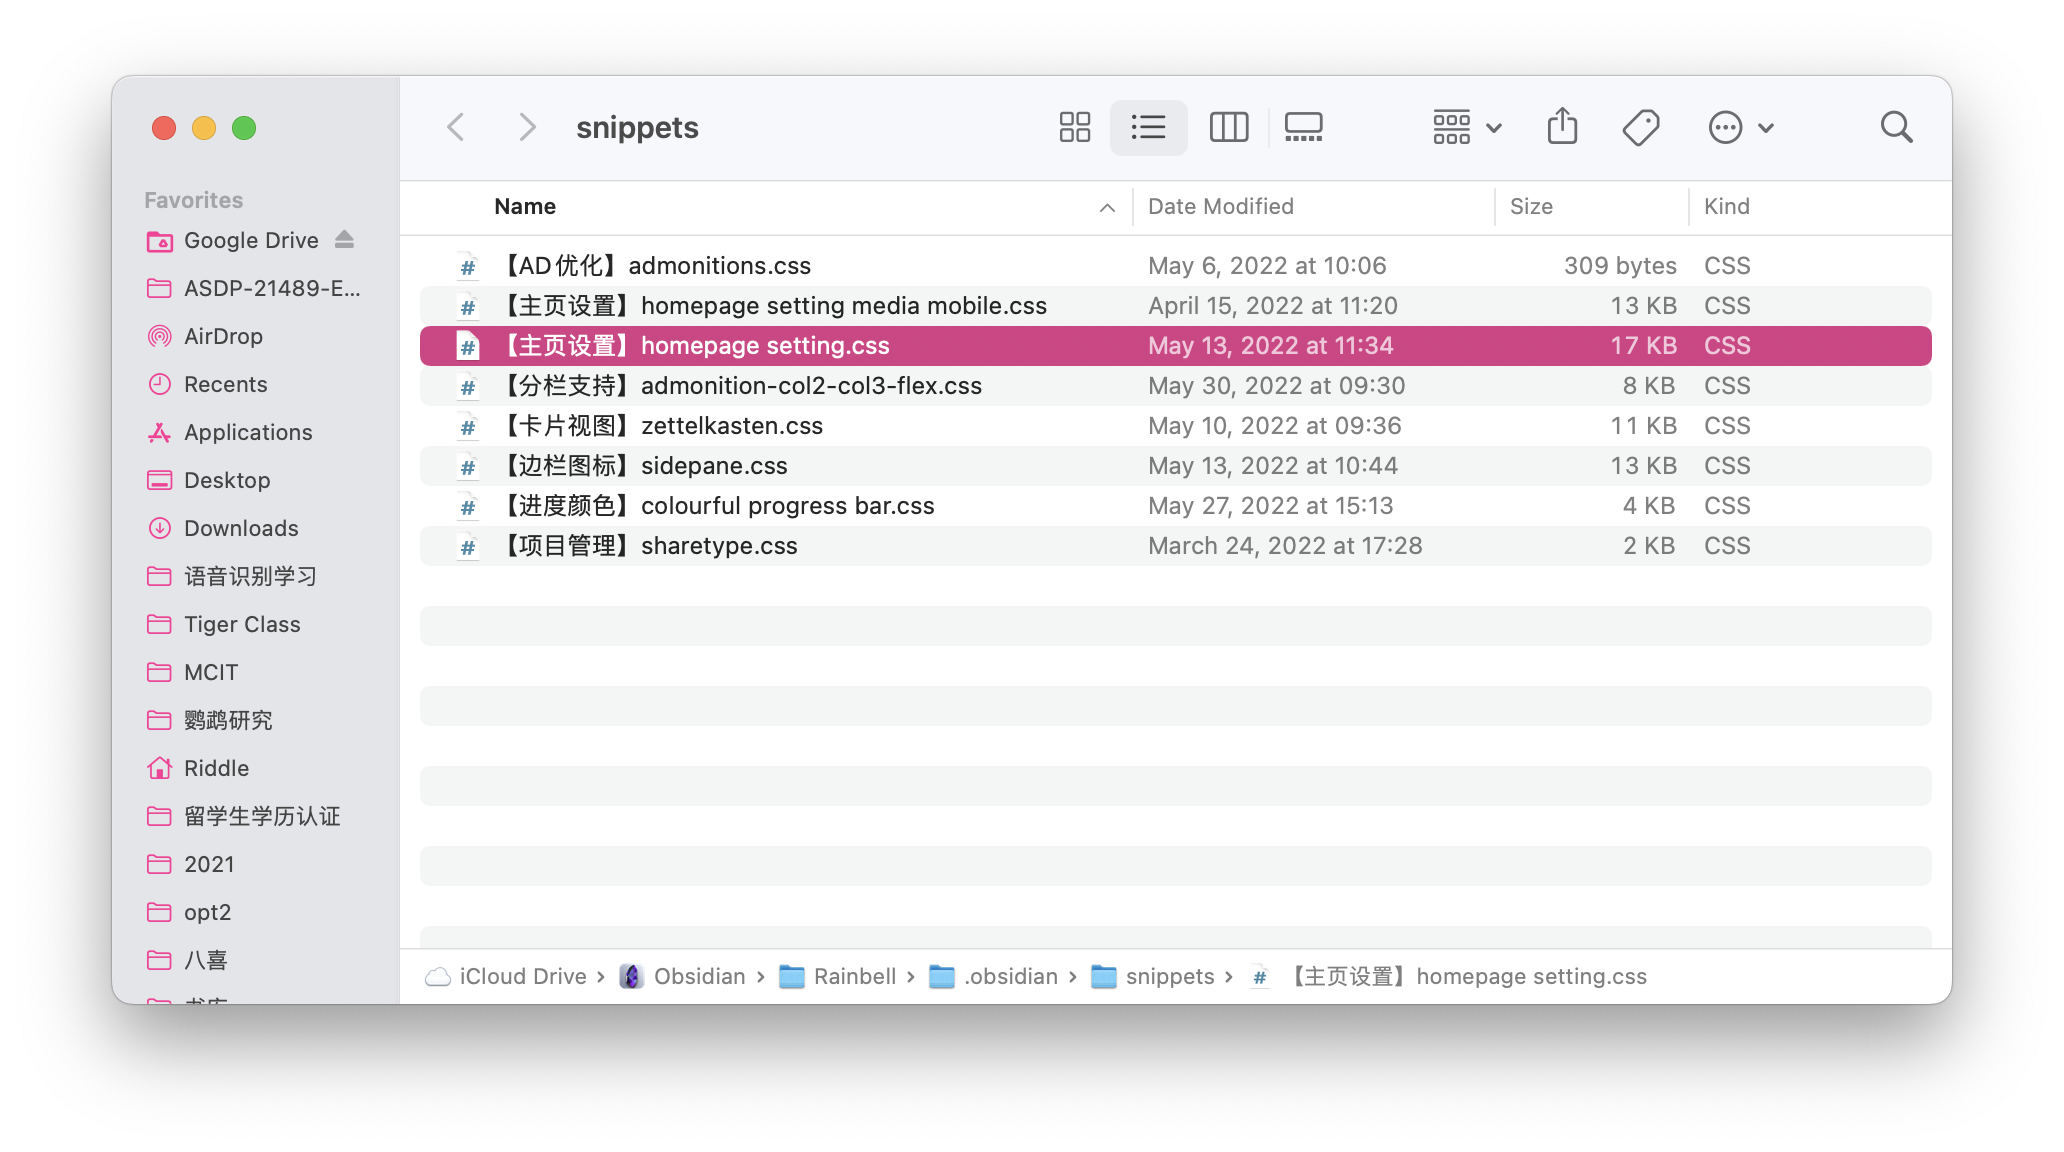 snippets
Favorites
Google Drive
ASDP-21489-E...
AirDrop
Recents
Applications
Desktop
Downloads
语音识别学习
Tiger Class
MCIT
鹦鹉研究
Riddle
留学生学历认证
2021
opt2
八喜
书库
Name Date Modified Size Kind
# 【AD优化】admonitions.css May 6, 2022 at 10:06 309 bytes CSS
# 【主页设置】homepage setting media mobile.css April 15, 2022 at 11:20 13 KB CSS
# 【主页设置】homepage setting.css May 13, 2022 at 11:34 17 KB CSS
# 【分栏支持】admonition-col2-col3-flex.css May 30, 2022 at 09:30 8 KB CSS
# 【卡片视图】zettelkasten.css May 10, 2022 at 09:36 11 KB CSS
# 【边栏图标】sidepane.css May 13, 2022 at 10:44 13 KB CSS
# 【进度颜色】colourful progress bar.css May 27, 2022 at 15:13 4 KB CSS
# 【项目管理】sharetype.css March 24, 2022 at 17:28 2 KB CSS
iCloud Drive › Obsidian › Rainbell › .obsidian › snippets › # 【主页设置】homepage setting.css